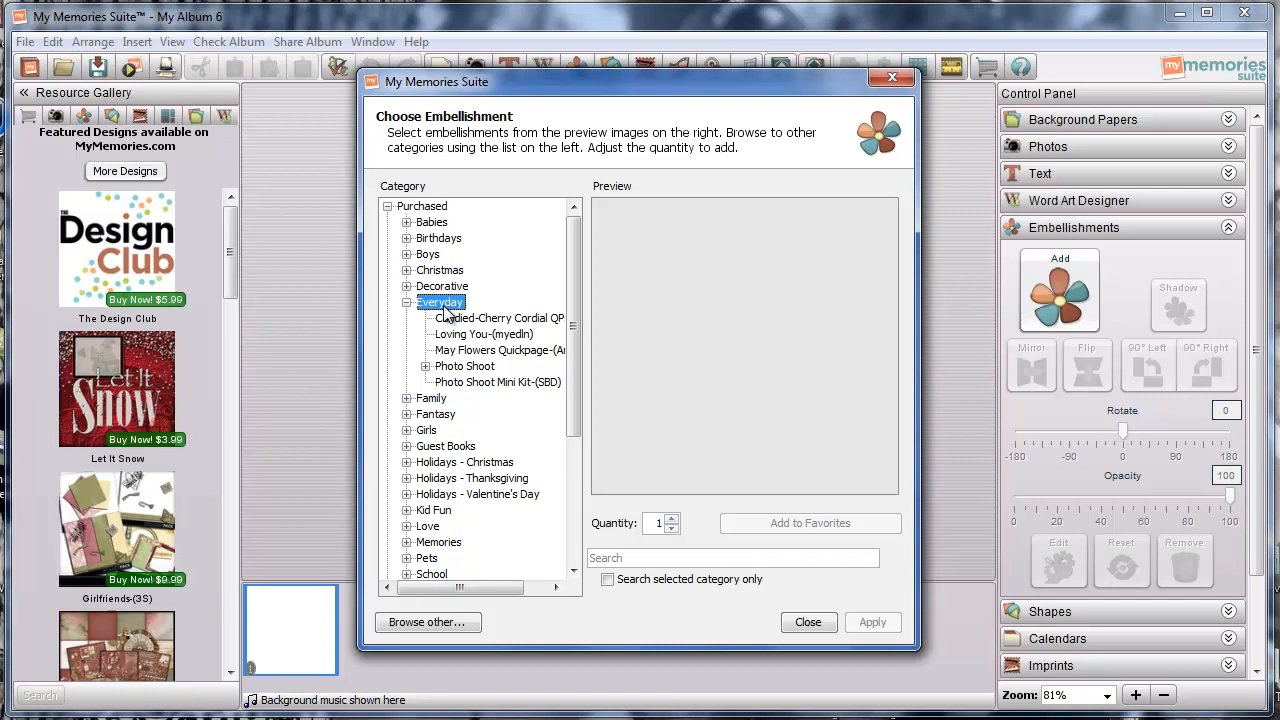 My Memories Suite™ - My Album 6
File Edit Arrange Insert View Check Album Share Album Window Help
my memories suite
Resource Gallery
Featured Designs available on
MyMemories.com
More Designs
THE Design Club
Buy Now! $5.99
The Design Club
Let It Snow
Buy Now! $3.99
Let It Snow
Buy Now! $9.99
Girlfriends-(3S)
Search
My Memories Suite
Choose Embellishment
Select embellishments from the preview images on the right. Browse to other
categories using the list on the left. Adjust the quantity to add.
Category
Purchased
Babies
Birthdays
Boys
Christmas
Decorative
Everyday
Candied-Cherry Cordial QP
Loving You-(myedln)
May Flowers Quickpage-(Ar
Photo Shoot
Photo Shoot Mini Kit-(SBD)
Family
Fantasy
Girls
Guest Books
Holidays - Christmas
Holidays - Thanksgiving
Holidays - Valentine's Day
Kid Fun
Love
Memories
Pets
School
Browse other...
Preview
Quantity: 1
Add to Favorites
Search
Search selected category only
Close
Apply
1
Background music shown here
Control Panel
Background Papers
Photos
Text
Word Art Designer
Embellishments
Add
Shadow
Mirror Flip 90° Left 90° Right
Rotate 0
-180 -90 0 90 180
Opacity 100
0 20 40 60 80 100
Edit Reset Remove
Shapes
Calendars
Imprints
Zoom: 81%